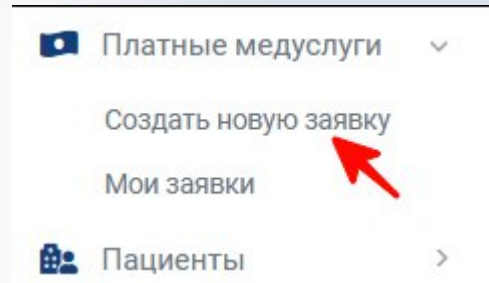 Платные медуслуги
Создать новую заявку
Мои заявки
Пациенты